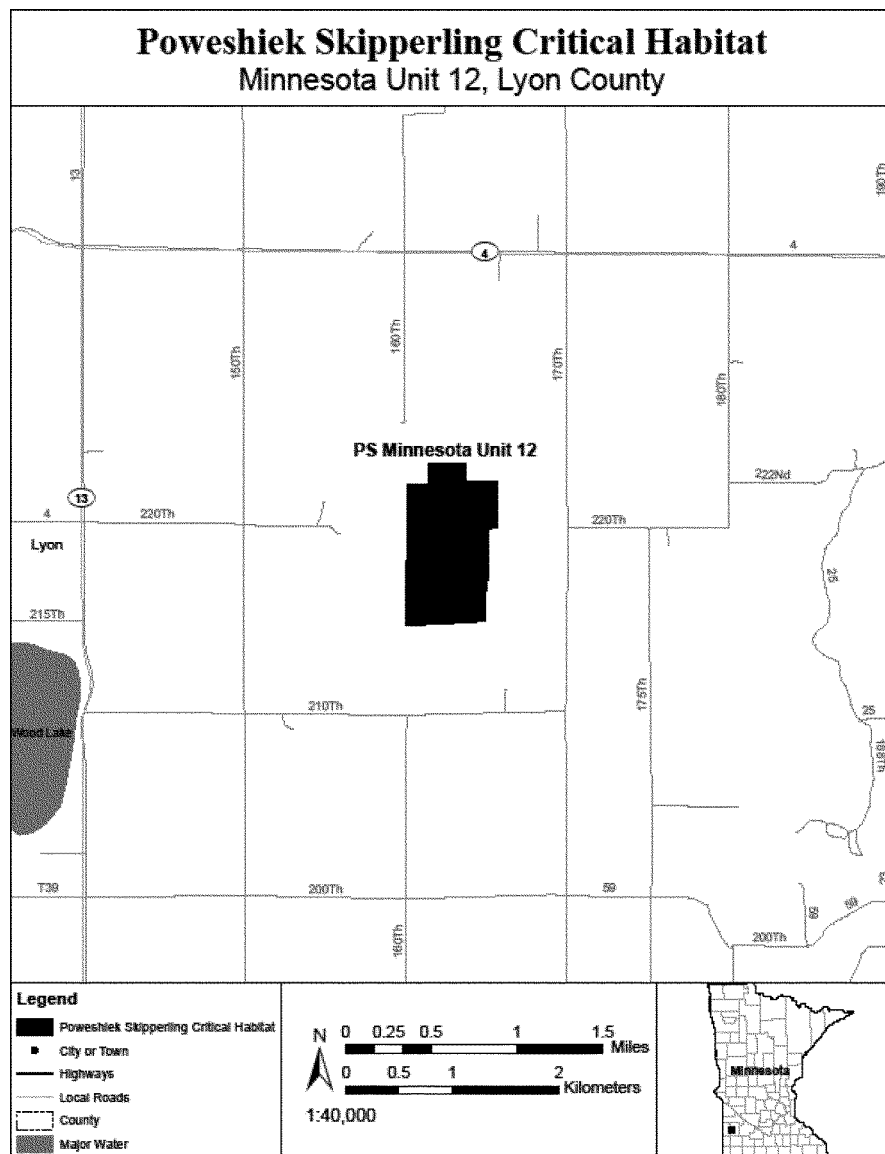 Poweshiek Skipperling Critical Habitat
Minnesota Unit 12, Lyon County
13
190Th
4
4
160Th
150Th
170Th
180Th
PS Minnesota Unit 12
222Nd
13
4
220Th
220Th
Lyon
25
215Th
175Th
210Th
Wood Lake
188Th
T39
200Th
59
59
59
200Th
160Th
Legend
Poweshiek Skipperling Critical Habitat
City or Town
Highways
Local Roads
County
Major Water
N
0 0.25 0.5 1 1.5
Miles
0 0.5 1 2
Kilometers
1:40,000
Minnesota